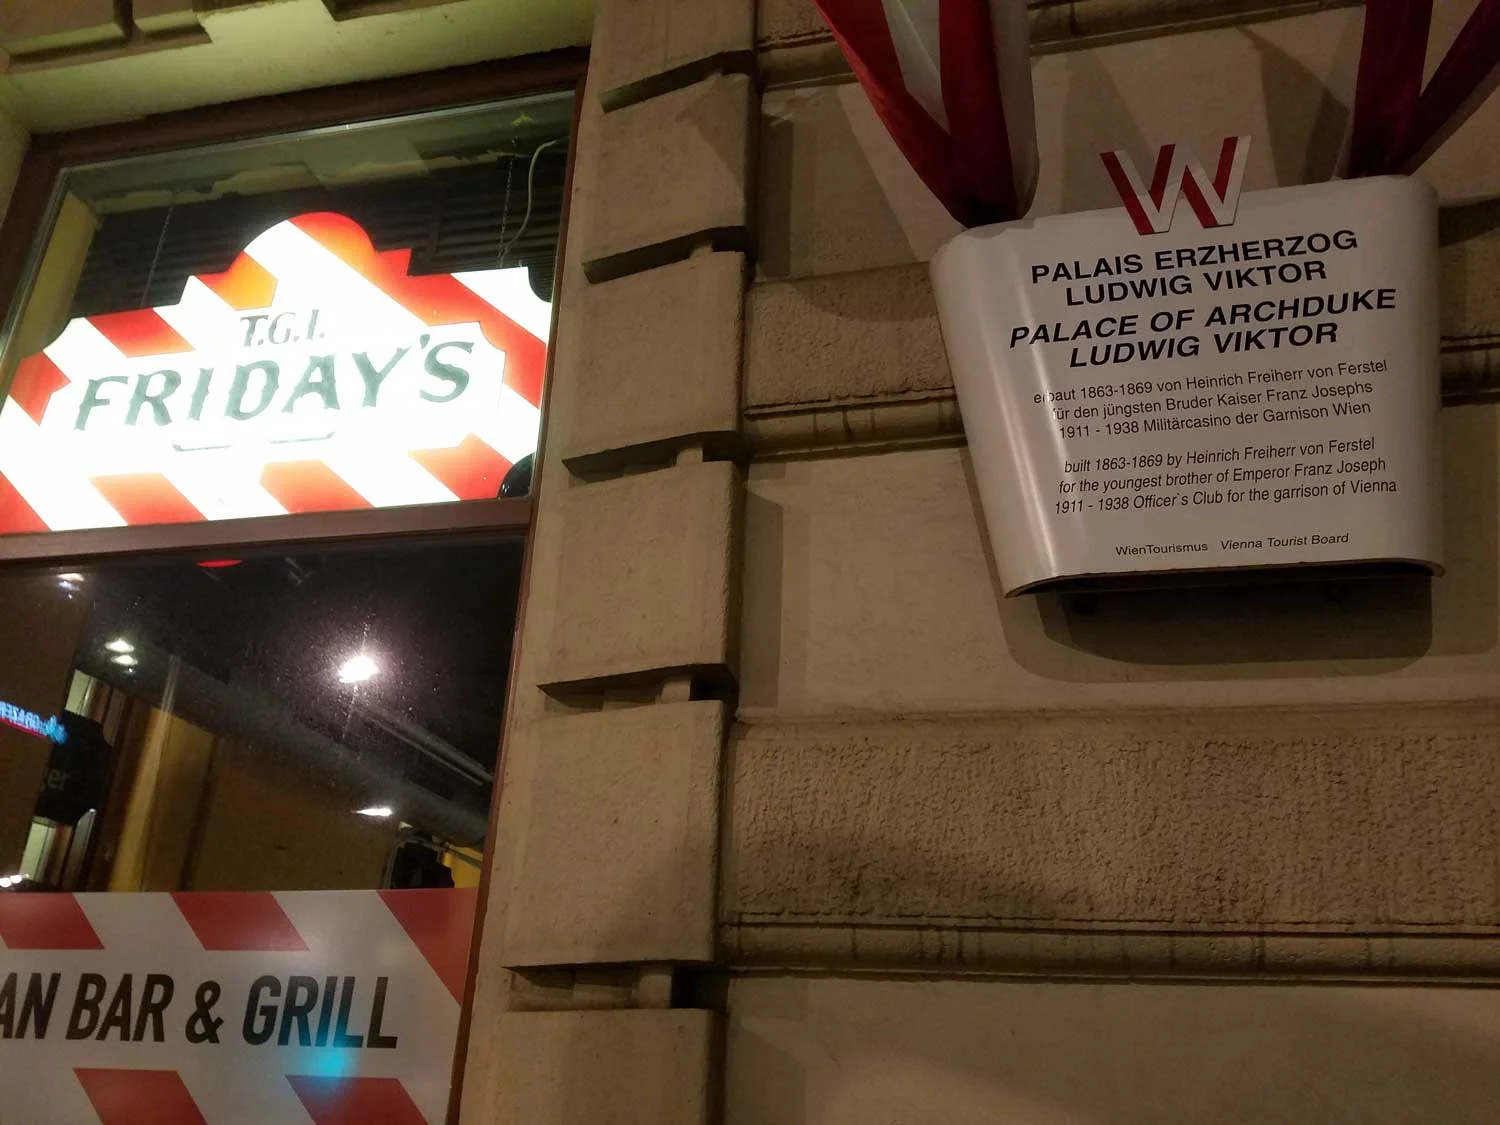 T.G.I.
FRIDAY'S
AN BAR & GRILL
W
PALAIS ERZHERZOG
LUDWIG VIKTOR
PALACE OF ARCHDUKE
LUDWIG VIKTOR
erbaut 1863-1869 von Heinrich Freiherr von Ferstel
für den jüngsten Bruder Kaiser Franz Josephs
1911 - 1938 Militärcasino der Garnison Wien
built 1863-1869 by Heinrich Freiherr von Ferstel
for the youngest brother of Emperor Franz Joseph
1911 - 1938 Officer`s Club for the garrison of Vienna
WienTourismus Vienna Tourist Board